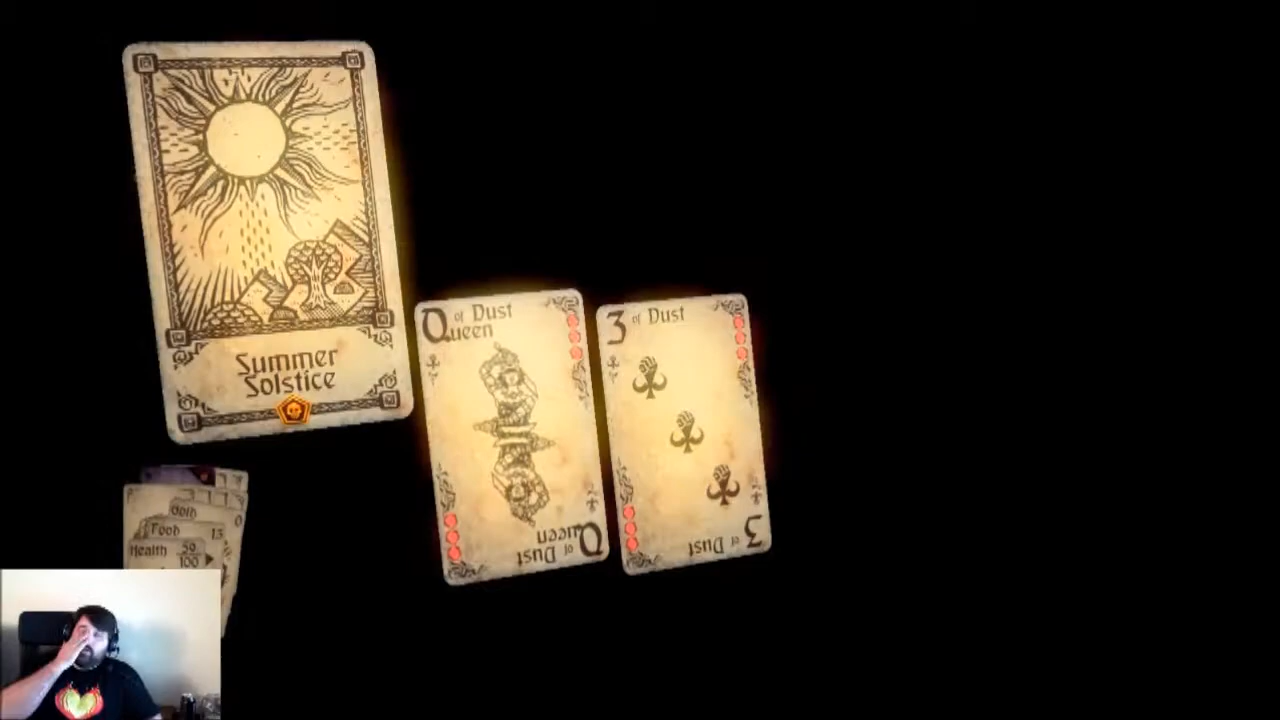 Summer
Solstice
Q of Dust
Queen
Q of Dust
Queen
3 of Dust
3 of Dust
Gold 0
Food 13
Health 59
100